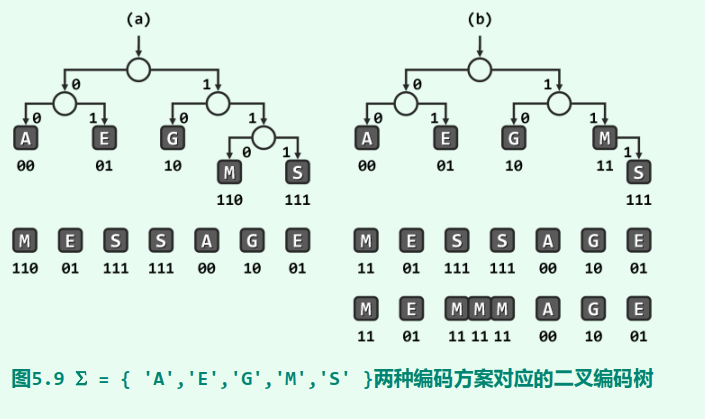 (a) (b)
0 1 0 1
0 1 0 1 0 1 0 1
A E G A E G M
00 01 10 0 1 00 01 10 11 1
M S S
110 111 111
M E S S A G E M E S S A G E
110 01 111 111 00 10 01 11 01 111 111 00 10 01
M E M M M A G E
11 01 11 11 11 00 10 01
图5.9 Σ = { 'A','E','G','M','S' }两种编码方案对应的二叉编码树